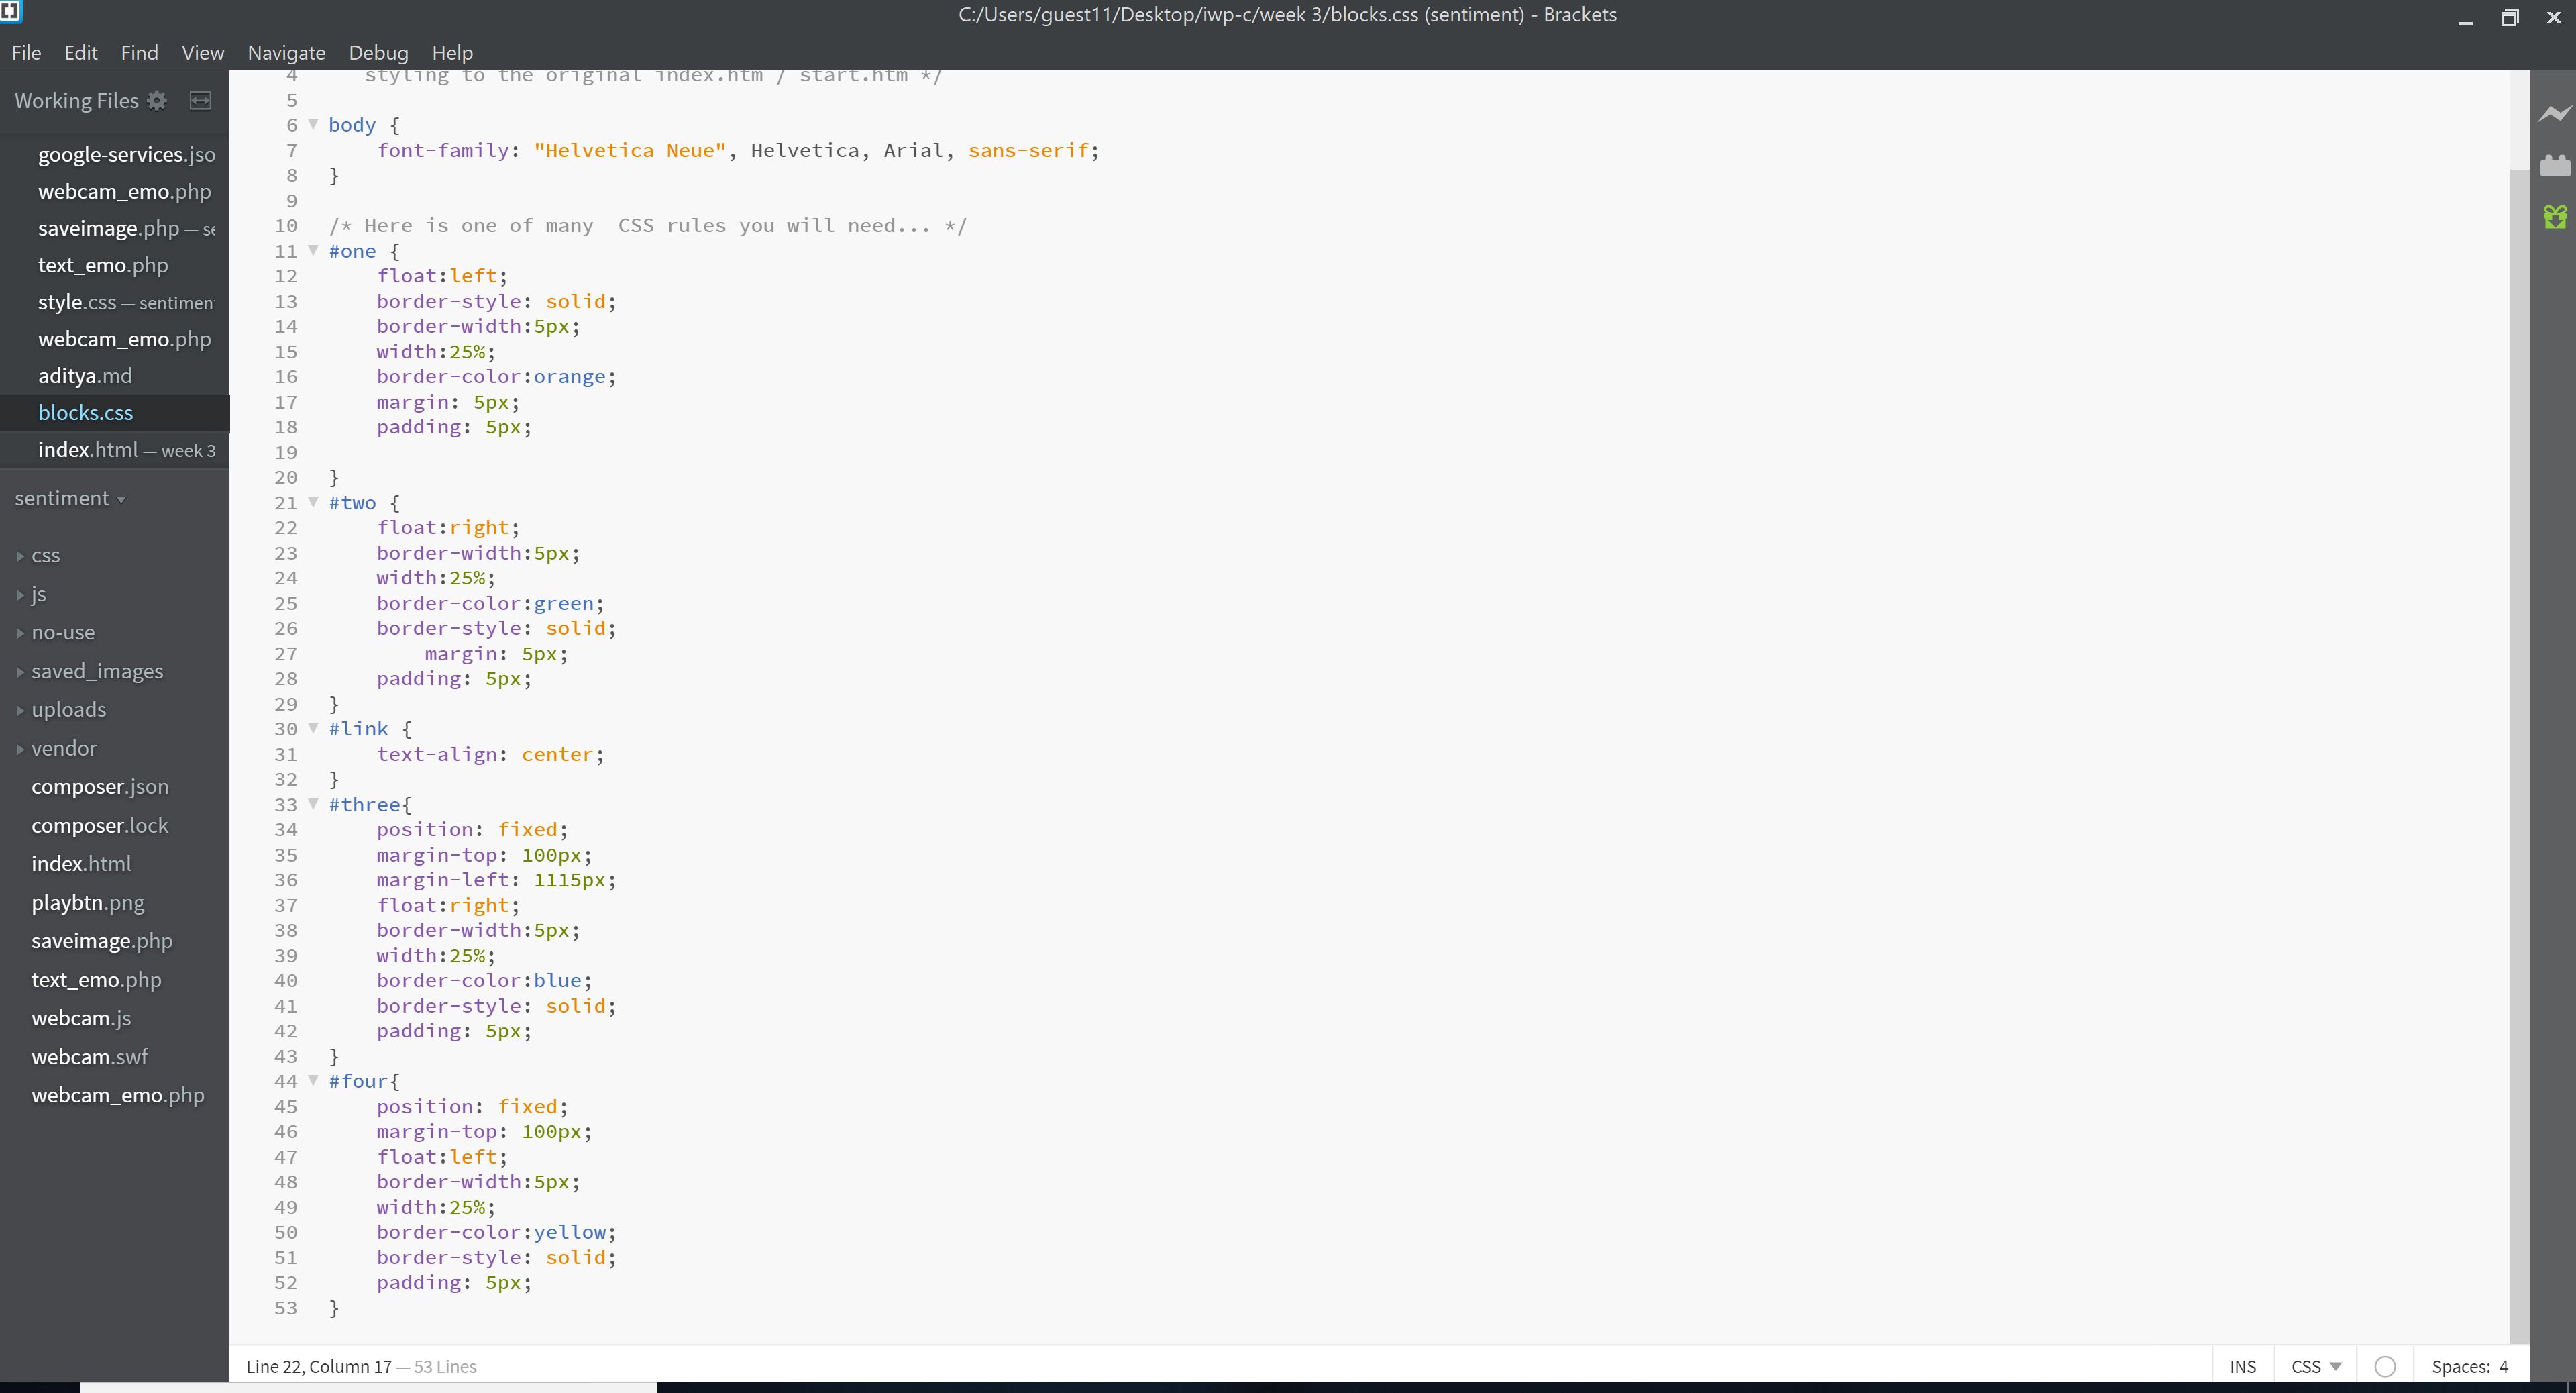 C:/Users/guest11/Desktop/iwp-c/week 3/blocks.css (sentiment) - Brackets
File Edit Find View Navigate Debug Help
Working Files
google-services.jso
webcam_emo.php
saveimage.php — se
text_emo.php
style.css — sentimen
webcam_emo.php
aditya.md
blocks.css
index.html — week 3
sentiment
css
js
no-use
saved_images
uploads
vendor
composer.json
composer.lock
index.html
playbtn.png
saveimage.php
text_emo.php
webcam.js
webcam.swf
webcam_emo.php
4 styling to the original index.htm / start.htm */
5
6 body {
7 font-family: "Helvetica Neue", Helvetica, Arial, sans-serif;
8 }
9
10 /* Here is one of many  CSS rules you will need... */
11 #one {
12 float:left;
13 border-style: solid;
14 border-width:5px;
15 width:25%;
16 border-color:orange;
17 margin: 5px;
18 padding: 5px;
19
20 }
21 #two {
22 float:right;
23 border-width:5px;
24 width:25%;
25 border-color:green;
26 border-style: solid;
27 margin: 5px;
28 padding: 5px;
29 }
30 #link {
31 text-align: center;
32 }
33 #three{
34 position: fixed;
35 margin-top: 100px;
36 margin-left: 1115px;
37 float:right;
38 border-width:5px;
39 width:25%;
40 border-color:blue;
41 border-style: solid;
42 padding: 5px;
43 }
44 #four{
45 position: fixed;
46 margin-top: 100px;
47 float:left;
48 border-width:5px;
49 width:25%;
50 border-color:yellow;
51 border-style: solid;
52 padding: 5px;
53 }
Line 22, Column 17 — 53 Lines
INS CSS Spaces: 4